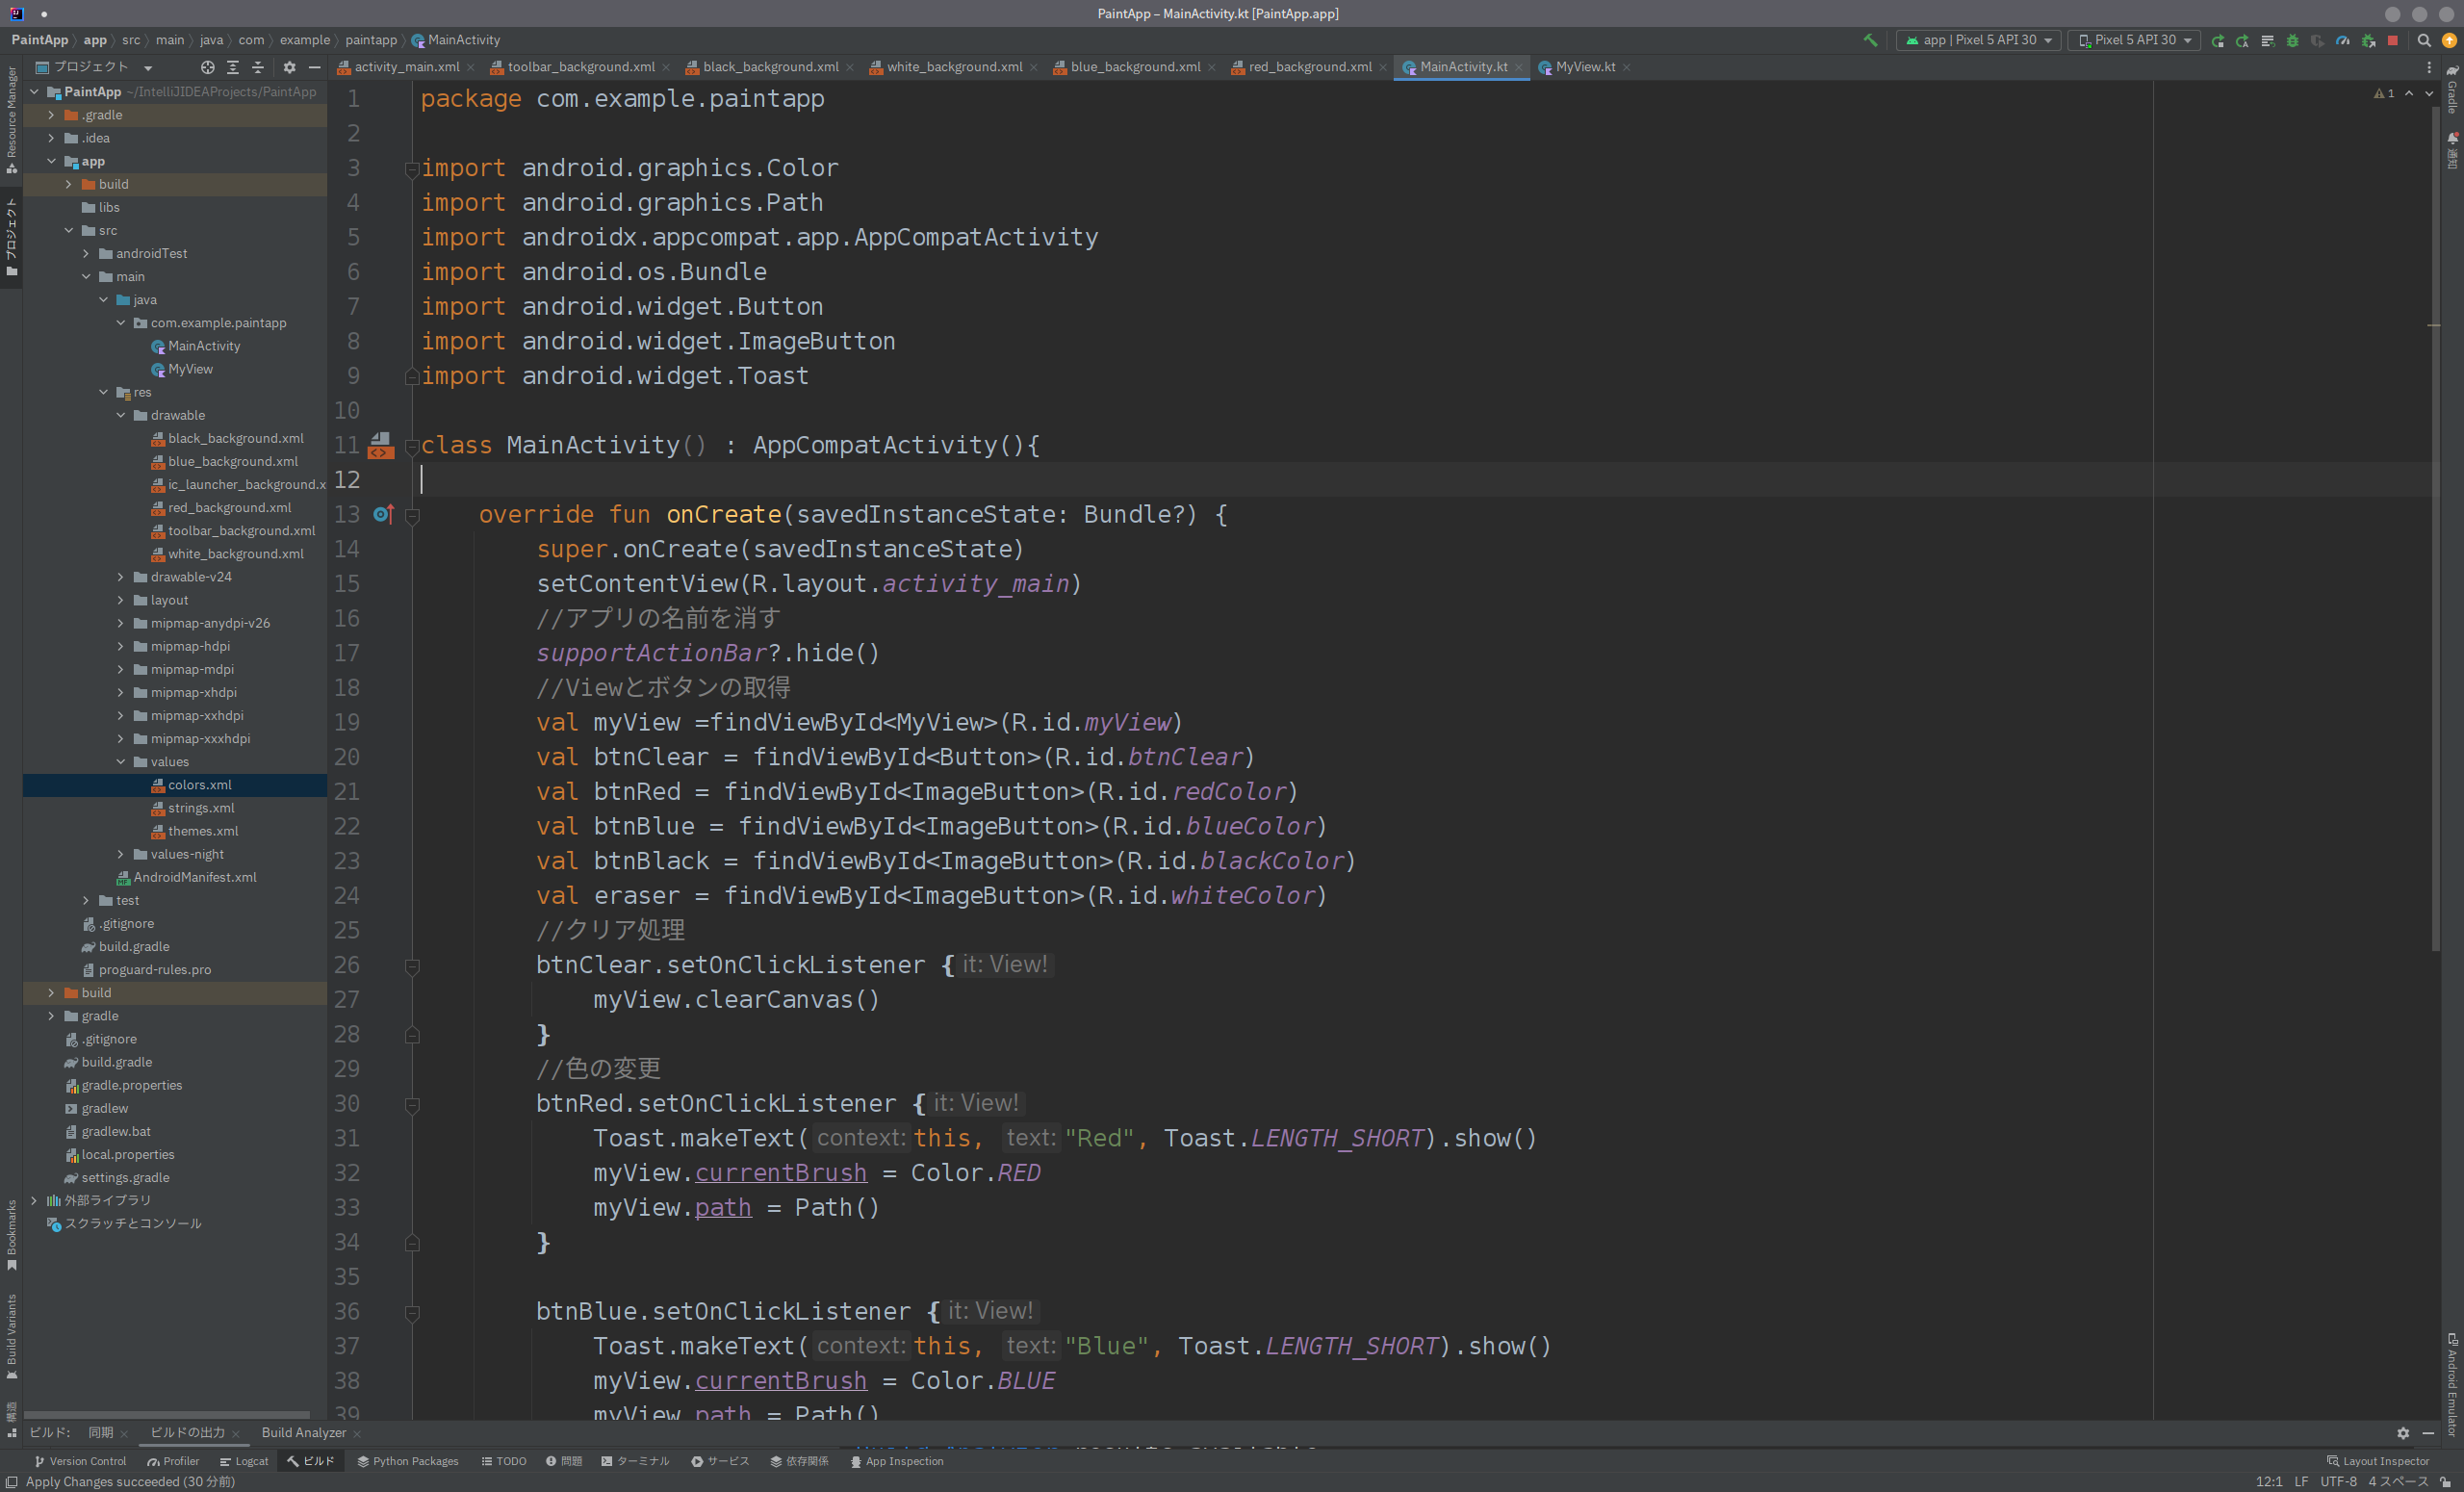 PaintApp – MainActivity.kt [PaintApp.app]
PaintApp 〉 app 〉 src 〉 main 〉 java 〉 com 〉 example 〉 paintapp 〉 MainActivity
app | Pixel 5 API 30
Pixel 5 API 30
プロジェクト
activity_main.xml
toolbar_background.xml
black_background.xml
white_background.xml
blue_background.xml
red_background.xml
MainActivity.kt
MyView.kt
Resource Manager
プロジェクト
Bookmarks
Build Variants
構造
PaintApp ~/IntelliJIDEAProjects/PaintApp
.gradle
.idea
app
build
libs
src
androidTest
main
java
com.example.paintapp
MainActivity
MyView
res
drawable
black_background.xml
blue_background.xml
ic_launcher_background.x
red_background.xml
toolbar_background.xml
white_background.xml
drawable-v24
layout
mipmap-anydpi-v26
mipmap-hdpi
mipmap-mdpi
mipmap-xhdpi
mipmap-xxhdpi
mipmap-xxxhdpi
values
colors.xml
strings.xml
themes.xml
values-night
AndroidManifest.xml
test
.gitignore
build.gradle
proguard-rules.pro
build
gradle
.gitignore
build.gradle
gradle.properties
gradlew
gradlew.bat
local.properties
settings.gradle
外部ライブラリ
スクラッチとコンソール
1 package com.example.paintapp
2
3 import android.graphics.Color
4 import android.graphics.Path
5 import androidx.appcompat.app.AppCompatActivity
6 import android.os.Bundle
7 import android.widget.Button
8 import android.widget.ImageButton
9 import android.widget.Toast
10
11 class MainActivity() : AppCompatActivity(){
12
13 override fun onCreate(savedInstanceState: Bundle?) {
14 super.onCreate(savedInstanceState)
15 setContentView(R.layout.activity_main)
16 //アプリの名前を消す
17 supportActionBar?.hide()
18 //Viewとボタンの取得
19 val myView =findViewById<MyView>(R.id.myView)
20 val btnClear = findViewById<Button>(R.id.btnClear)
21 val btnRed = findViewById<ImageButton>(R.id.redColor)
22 val btnBlue = findViewById<ImageButton>(R.id.blueColor)
23 val btnBlack = findViewById<ImageButton>(R.id.blackColor)
24 val eraser = findViewById<ImageButton>(R.id.whiteColor)
25 //クリア処理
26 btnClear.setOnClickListener { it: View!
27 myView.clearCanvas()
28 }
29 //色の変更
30 btnRed.setOnClickListener { it: View!
31 Toast.makeText( context: this, text: "Red", Toast.LENGTH_SHORT).show()
32 myView.currentBrush = Color.RED
33 myView.path = Path()
34 }
35
36 btnBlue.setOnClickListener { it: View!
37 Toast.makeText( context: this, text: "Blue", Toast.LENGTH_SHORT).show()
38 myView.currentBrush = Color.BLUE
39 myView.path = Path()
1
Gradle
通知
Android Emulator
ビルド: 同期 ビルドの出力 Build Analyzer
Version Control Profiler Logcat ビルド Python Packages TODO 問題 ターミナル サービス 依存関係 App Inspection Layout Inspector
Apply Changes succeeded (30 分前) 12:1 LF UTF-8 4 スペース